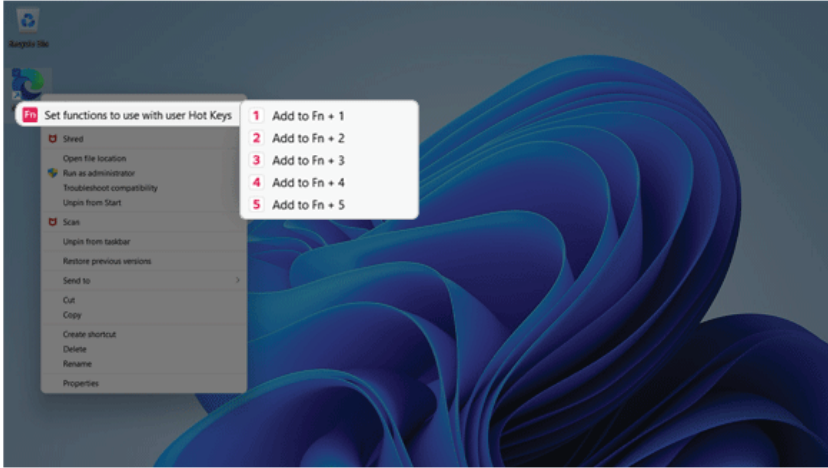 Recycle Bin
Fn Set functions to use with user Hot Keys
1 Add to Fn + 1
2 Add to Fn + 2
3 Add to Fn + 3
4 Add to Fn + 4
5 Add to Fn + 5
Shred
Open file location
Run as administrator
Troubleshoot compatibility
Unpin from Start
Scan
Unpin from taskbar
Restore previous versions
Send to
Cut
Copy
Create shortcut
Delete
Rename
Properties